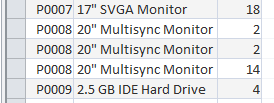 P0007 17" SVGA Monitor 18
P0008 20" Multisync Monitor 2
P0008 20" Multisync Monitor 2
P0008 20" Multisync Monitor 14
P0009 2.5 GB IDE Hard Drive 4